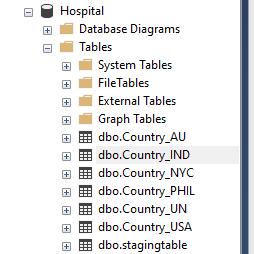 Hospital
Database Diagrams
Tables
System Tables
FileTables
External Tables
Graph Tables
dbo.Country_AU
dbo.Country_IND
dbo.Country_NYC
dbo.Country_PHIL
dbo.Country_UN
dbo.Country_USA
dbo.stagingtable